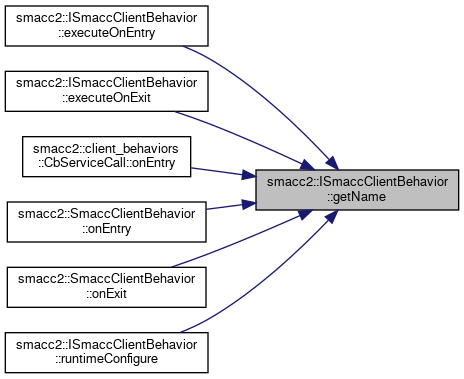 smacc2::ISmaccClientBehavior
::executeOnEntry
smacc2::ISmaccClientBehavior
::executeOnExit
smacc2::client_behaviors
::CbServiceCall::onEntry
smacc2::ISmaccClientBehavior
::getName
smacc2::SmaccClientBehavior
::onEntry
smacc2::SmaccClientBehavior
::onExit
smacc2::ISmaccClientBehavior
::runtimeConfigure